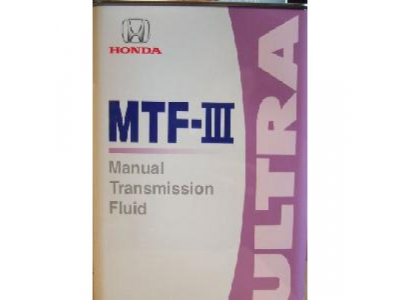 HONDA
MTF-III
Manual
Transmission
Fluid
ULTRA